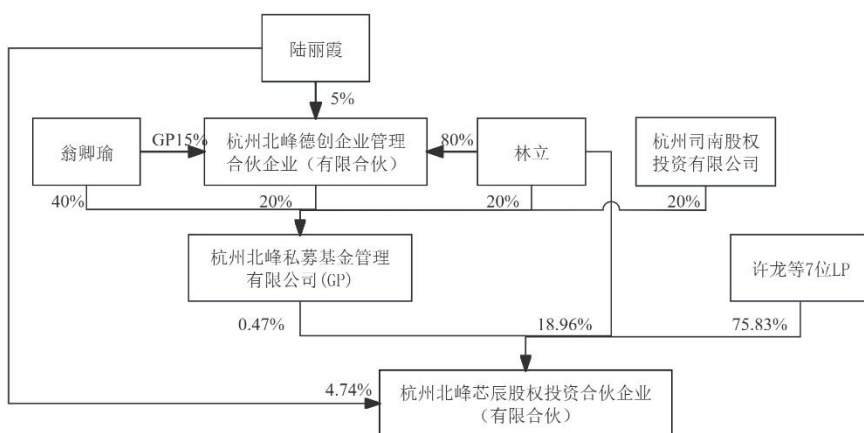 陆丽霞
5%
翁卿瑜
GP15%
杭州北峰德创企业管理
合伙企业（有限合伙）
80%
林立
杭州司南股权
投资有限公司
40%
20%
20%
20%
杭州北峰私募基金管理
有限公司(GP)
许龙等7位LP
0.47%
18.96%
75.83%
4.74%
杭州北峰芯辰股权投资合伙企业
（有限合伙）